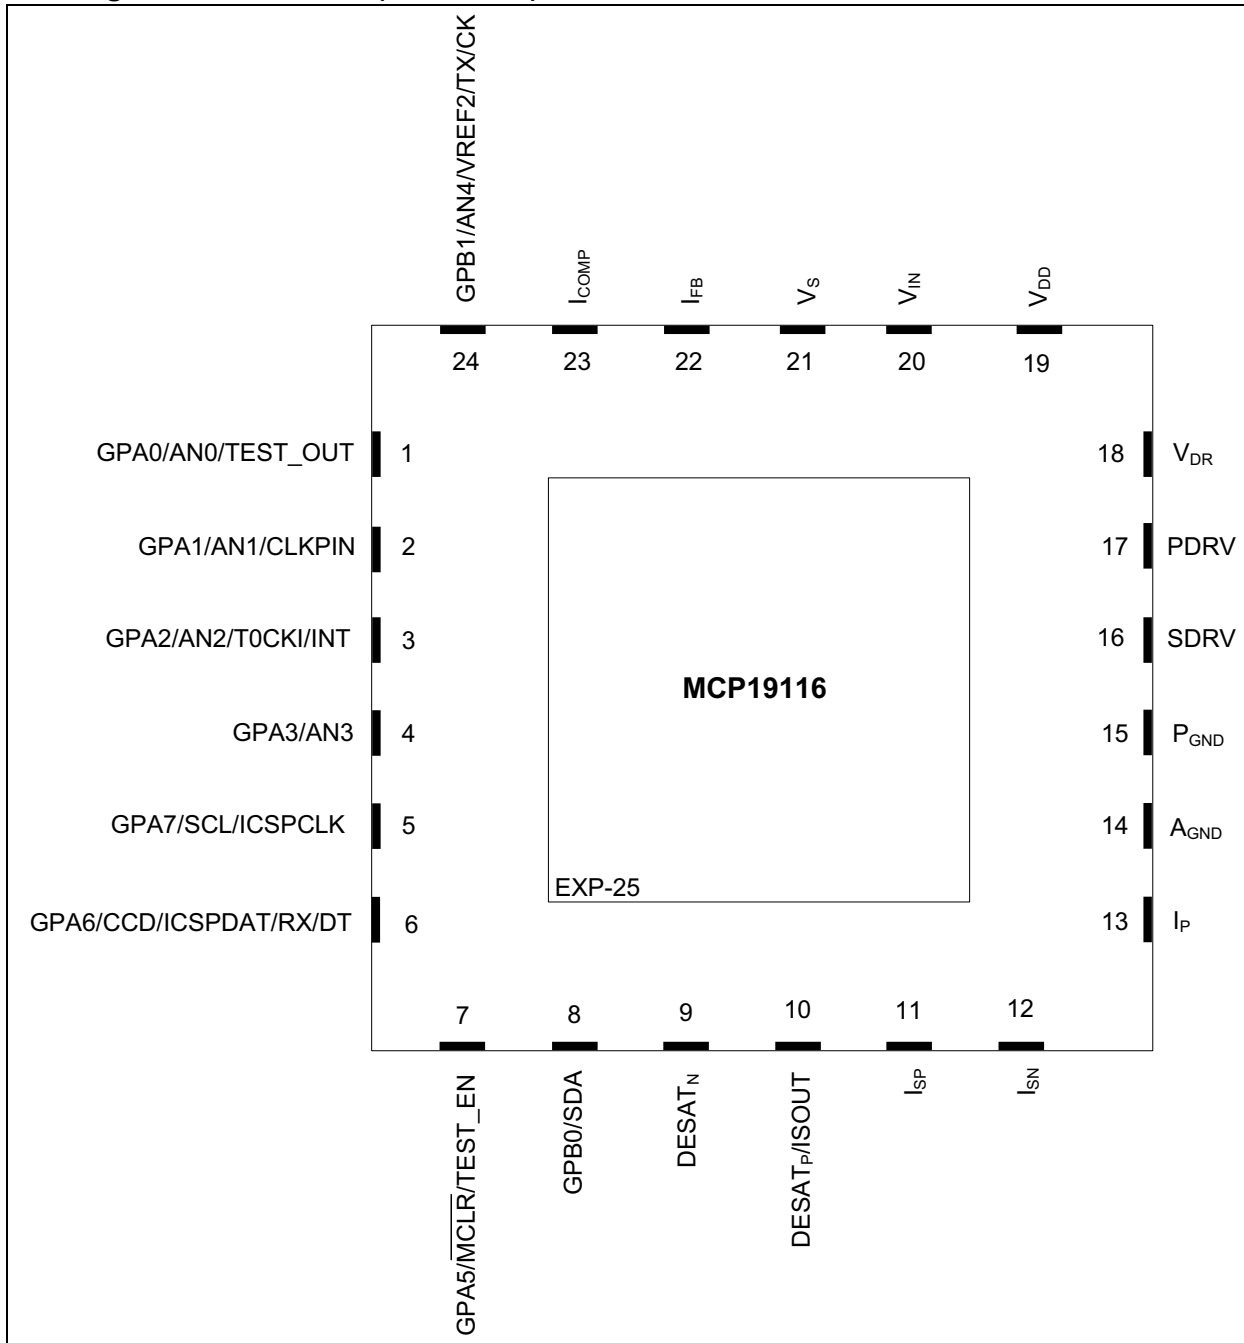 GPB1/AN4/VREF2/TX/CK
ICOMP
IFB
VS
VIN
VDD
24
23
22
21
20
19
GPA0/AN0/TEST_OUT
1
18
VDR
GPA1/AN1/CLKPIN
2
17
PDRV
GPA2/AN2/T0CKI/INT
3
16
SDRV
MCP19116
GPA3/AN3
4
15
PGND
GPA7/SCL/ICSPCLK
5
14
AGND
EXP-25
GPA6/CCD/ICSPDAT/RX/DT
6
13
IP
7
8
9
10
11
12
GPA5/MCLR/TEST_EN
GPB0/SDA
DESATN
DESATP/ISOUT
ISP
ISN